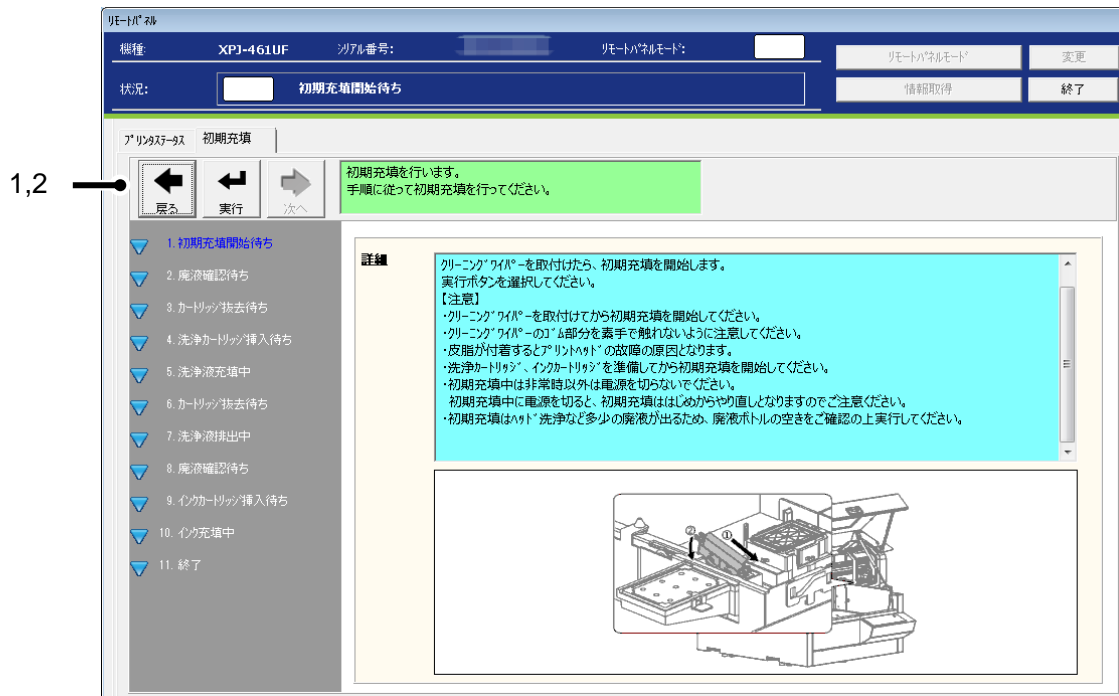 リモートパネル
機種: XPJ-461UF シリアル番号: リモートパネルモード:
リモートパネルモード 変更
状況: 初期充填開始待ち
情報取得 終了
プリンタステータス 初期充填
1,2
戻る 実行 次へ
初期充填を行います。
手順に従って初期充填を行ってください。
1. 初期充填開始待ち
2. 廃液確認待ち
3. カートリッジ抜去待ち
4. 洗浄カートリッジ挿入待ち
5. 洗浄液充填中
6. カートリッジ抜去待ち
7. 洗浄液排出中
8. 廃液確認待ち
9. インクカートリッジ挿入待ち
10. インク充填中
11. 終了
詳細
クリーニングワイパーを取付けたら、初期充填を開始します。
実行ボタンを選択してください。
【注意】
・クリーニングワイパーを取付けてから初期充填を開始してください。
・クリーニングワイパーのゴム部分を素手で触れないように注意してください。
・皮脂が付着するとプリントヘッドの故障の原因となります。
・洗浄カートリッジ、インクカートリッジを準備してから初期充填を開始してください。
・初期充填中は非常時以外は電源を切らないでください。
初期充填中に電源を切ると、初期充填ははじめからやり直しとなりますのでご注意ください。
・初期充填はヘッド洗浄など多少の廃液が出るため、廃液ボトルの空きをご確認の上実行してください。
② ①